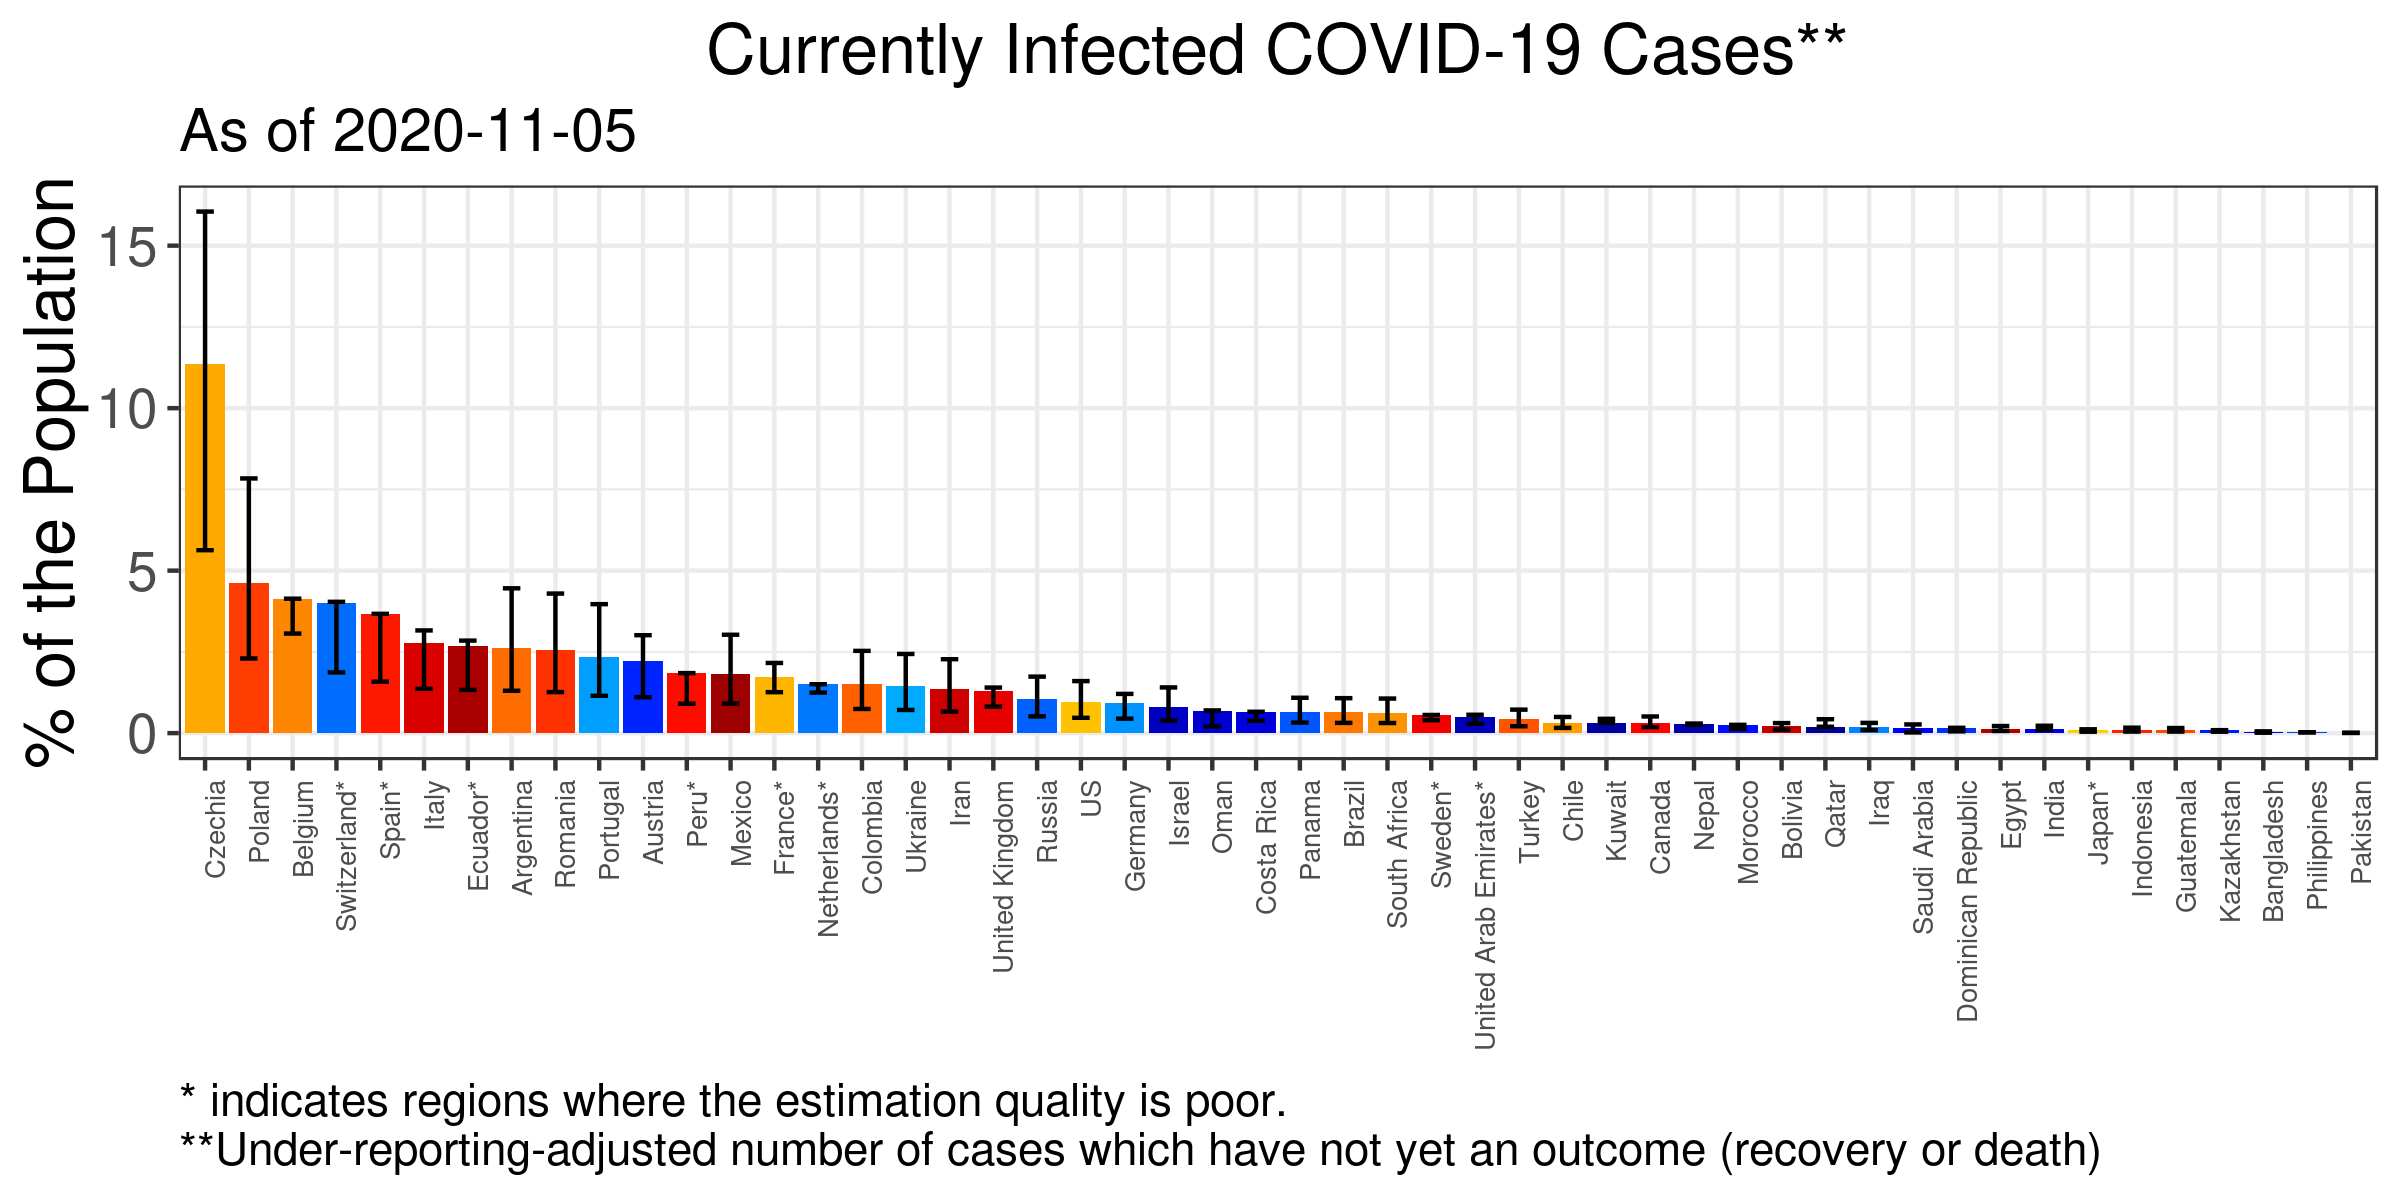 Currently Infected COVID-19 Cases**
As of 2020-11-05
% of the Population
15
10
5
0
Czechia
Poland
Belgium
Switzerland*
Spain*
Italy
Ecuador*
Argentina
Romania
Portugal
Austria
Peru*
Mexico
France*
Netherlands*
Colombia
Ukraine
Iran
United Kingdom
Russia
US
Germany
Israel
Oman
Costa Rica
Panama
Brazil
South Africa
Sweden*
United Arab Emirates*
Turkey
Chile
Kuwait
Canada
Nepal
Morocco
Bolivia
Qatar
Iraq
Saudi Arabia
Dominican Republic
Egypt
India
Japan*
Indonesia
Guatemala
Kazakhstan
Bangladesh
Philippines
Pakistan
* indicates regions where the estimation quality is poor.
**Under-reporting-adjusted number of cases which have not yet an outcome (recovery or death)